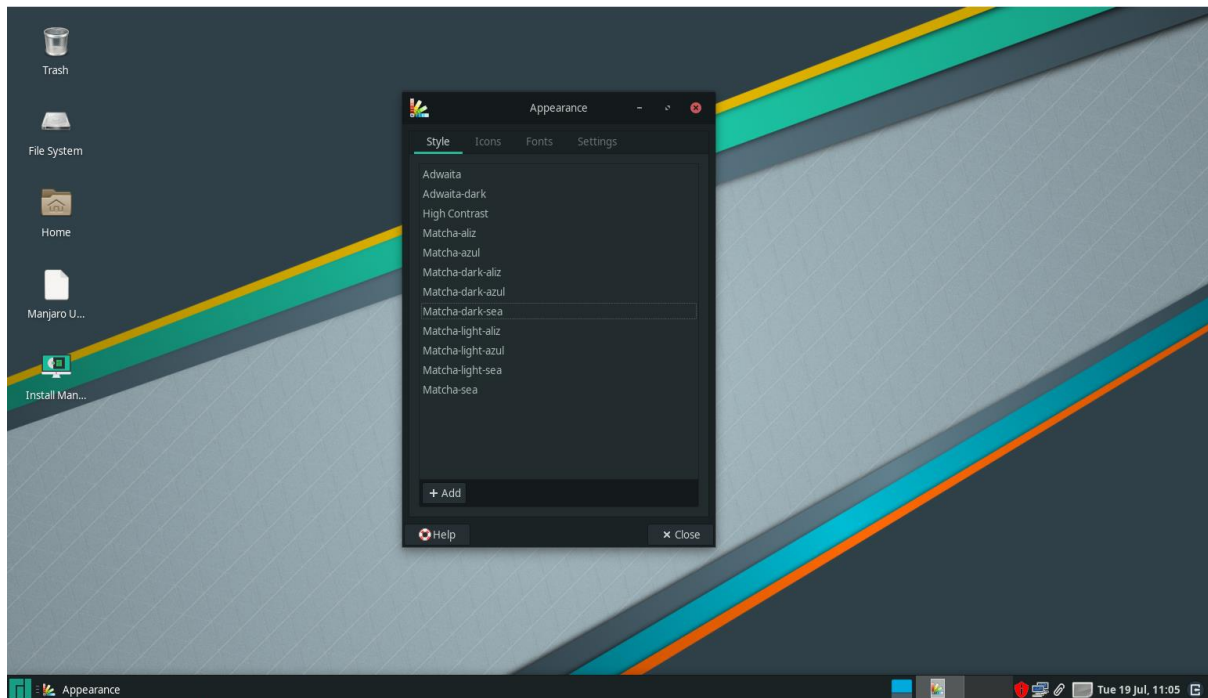 Trash
File System
Home
Manjaro U...
Install Man...
Appearance
Style Icons Fonts Settings
Adwaita
Adwaita-dark
High Contrast
Matcha-aliz
Matcha-azul
Matcha-dark-aliz
Matcha-dark-azul
Matcha-dark-sea
Matcha-light-aliz
Matcha-light-azul
Matcha-light-sea
Matcha-sea
+ Add
Help × Close
Appearance Tue 19 Jul, 11:05